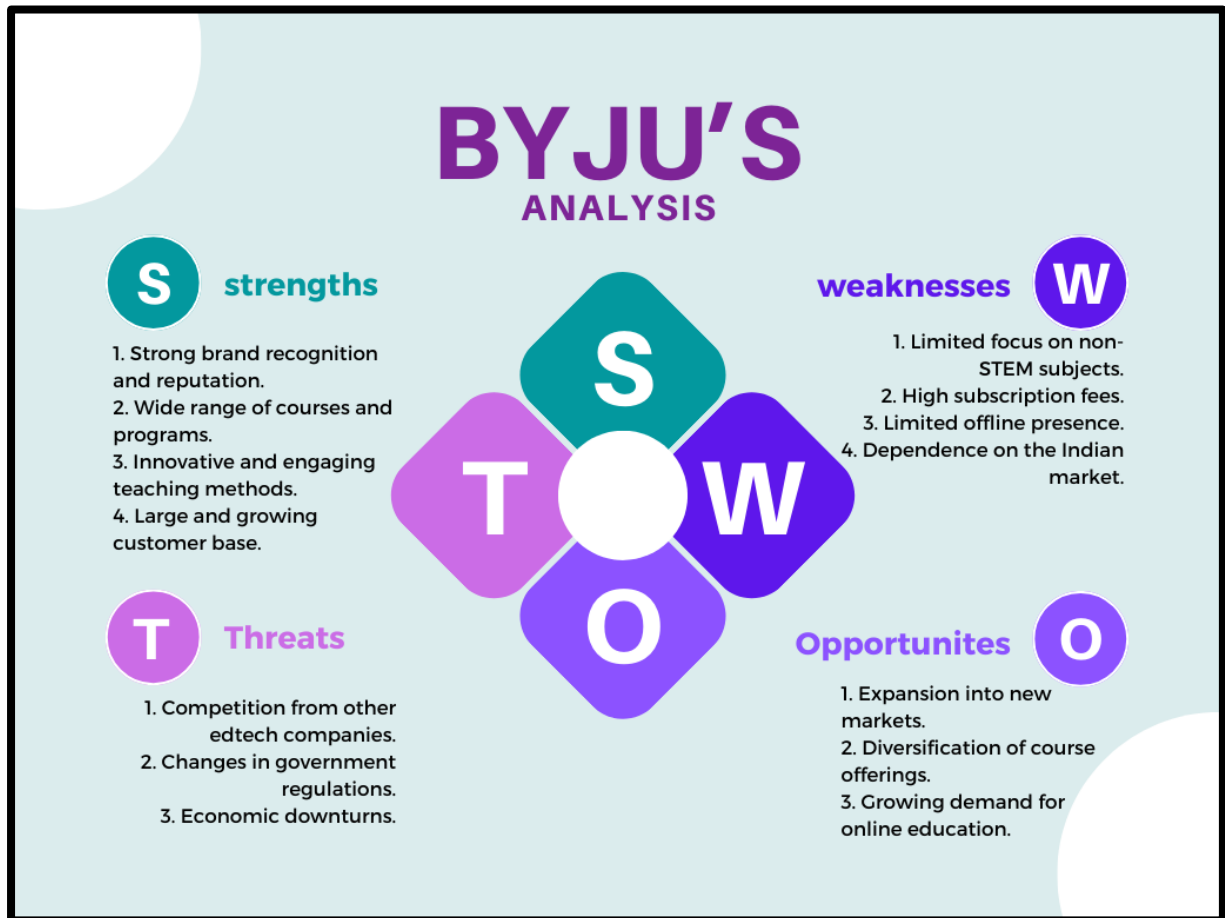 BYJU’S
ANALYSIS
S
strengths
1. Strong brand recognition
and reputation.
2. Wide range of courses and
programs.
3. Innovative and engaging
teaching methods.
4. Large and growing
customer base.
weaknesses
W
1. Limited focus on non-
STEM subjects.
2. High subscription fees.
3. Limited offline presence.
4. Dependence on the Indian
market.
S
T
W
O
T
Threats
1. Competition from other
edtech companies.
2. Changes in government
regulations.
3. Economic downturns.
Opportunites
O
1. Expansion into new
markets.
2. Diversification of course
offerings.
3. Growing demand for
online education.